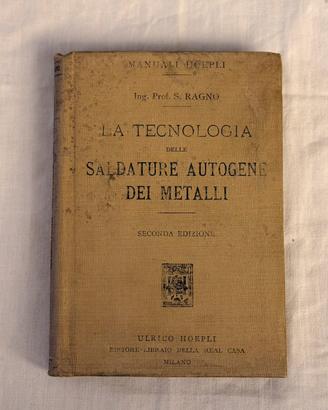 MANUALI HOEPLI
Ing. Prof. S. RAGNO
LA TECNOLOGIA
DELLE
SALDATURE AUTOGENE
DEI METALLI
SECONDA EDIZIONE
ULRICO HOEPLI
EDITORE-LIBRAIO DELLA REAL CASA
MILANO